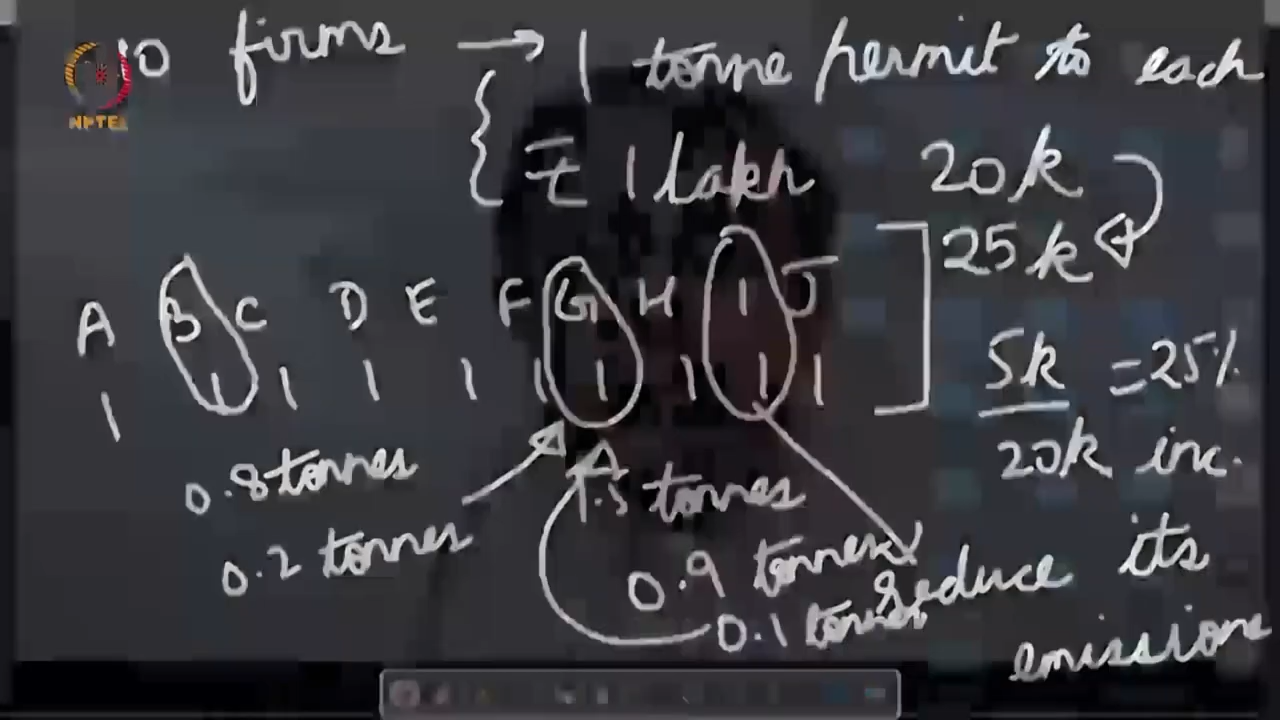 10 firms → 1 tonne permit to each
₹ 1 lakh 20k
25k
A B C D E F G H I J
1 1 1 1 1 1 1 1 1 1
5k = 25%
20k inc.
0.8 tonnes
1.5 tonnes
0.2 tonnes
0.9 tonnes
reduce its
0.1 tonnes
emissions
NPTEL